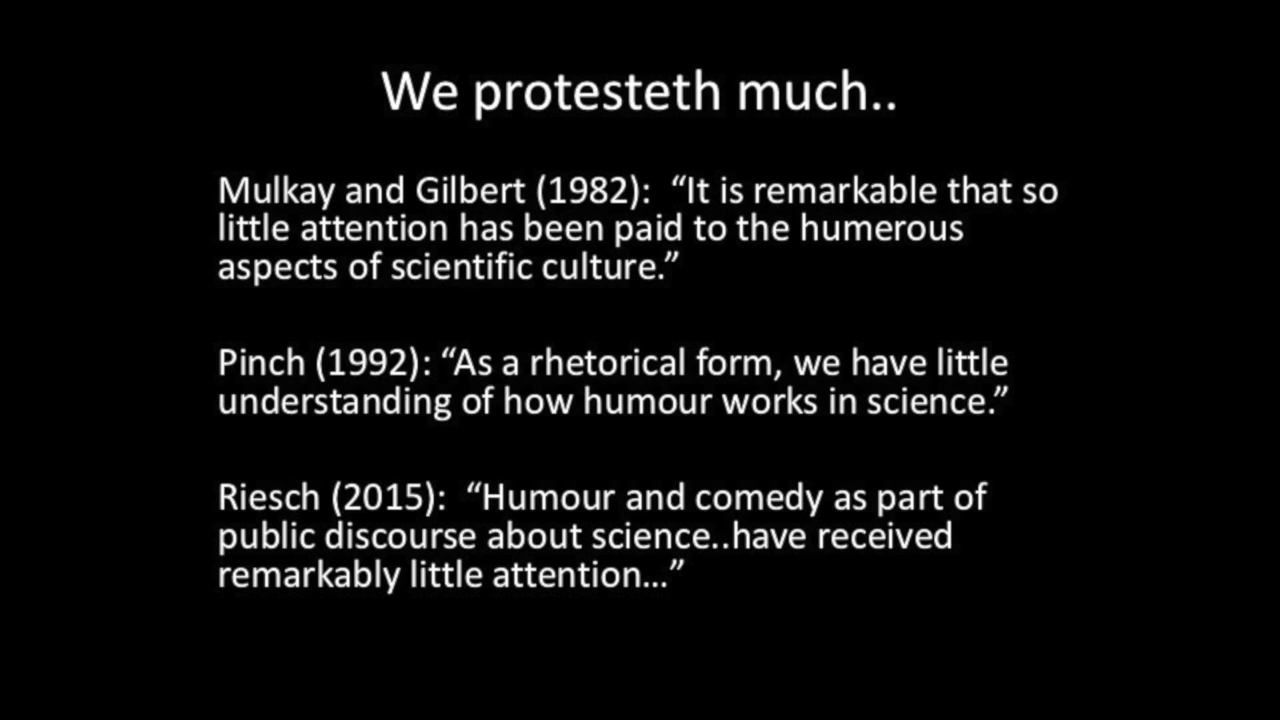 We protesteth much..
Mulkay and Gilbert (1982):  “It is remarkable that so
little attention has been paid to the humerous
aspects of scientific culture.”
Pinch (1992): “As a rhetorical form, we have little
understanding of how humour works in science.”
Riesch (2015):  “Humour and comedy as part of
public discourse about science..have received
remarkably little attention...”